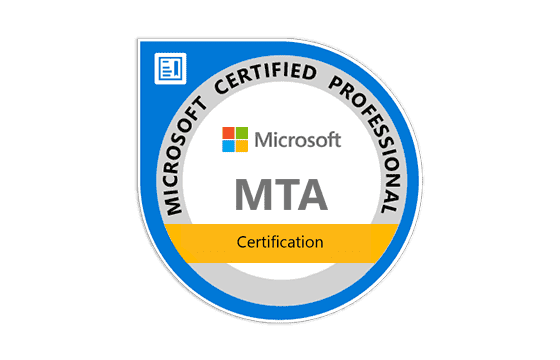 MICROSOFT CERTIFIED PROFESSIONAL
Microsoft
MTA
Certification